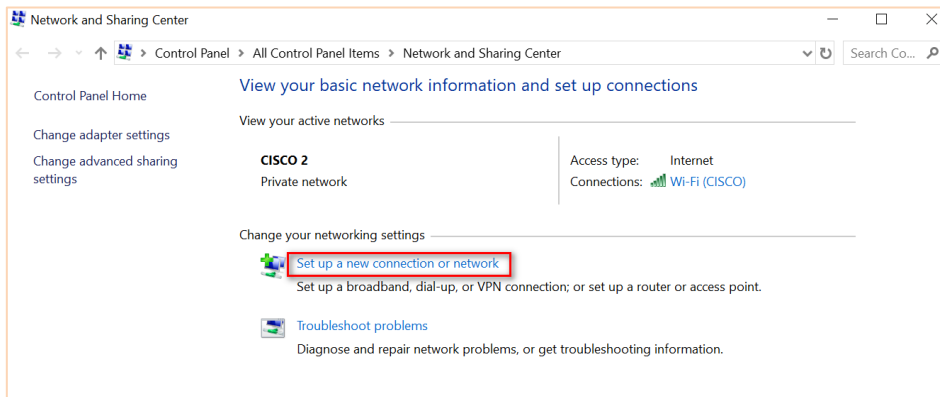 Network and Sharing Center
Control Panel > All Control Panel Items > Network and Sharing Center
Search Co...
Control Panel Home
Change adapter settings
Change advanced sharing
settings
View your basic network information and set up connections
View your active networks
CISCO 2
Private network
Access type: Internet
Connections: Wi-Fi (CISCO)
Change your networking settings
Set up a new connection or network
Set up a broadband, dial-up, or VPN connection; or set up a router or access point.
Troubleshoot problems
Diagnose and repair network problems, or get troubleshooting information.